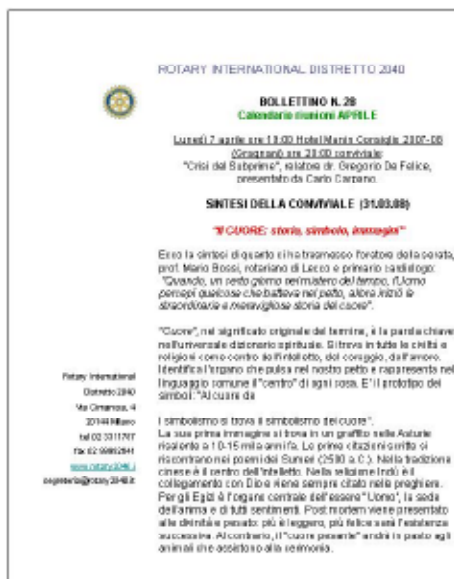 ROTARY INTERNATIONAL DISTRETTO 2040
BOLLETTINO N. 28
Calendario riunioni APRILE
Lunedì 7 aprile ore 19:00 Hotel Manin Consiglio 2007-08
(Gragnani) ore 20:00 conviviale:
"Crisi del Subprime", relatore dr. Gregorio De Felice,
presentato da Carlo Carpano.
SINTESI DELLA CONVIVIALE (31.03.08)
"Il CUORE: storia, simbolo, immagini"
Ecco la sintesi di quanto ci ha trasmesso l'oratore della serata,
prof. Mario Bossi, rotariano di Lecco e primario cardiologo:
"Quando, un certo giorno nel mistero del tempo, l'Uomo
percepì qualcosa che batteva nel petto, allora iniziò la
straordinaria e meravigliosa storia del cuore".
"Cuore", nel significato originale del termine, è la parola chiave
nell'universale dizionario spirituale. Si trova in tutte le civiltà e
religioni come centro dell'intelletto, del coraggio, dell'amore.
Identifica l'organo che pulsa nel nostro petto e rappresenta nel
linguaggio comune il "centro" di ogni cosa. E' il prototipo dei
simboli: "Al cuore de
l simbolismo si trova il simbolismo del cuore".
La sua prima immagine si trova in un graffito nelle Asturie
risalente a 10-15 mila anni fa. Le prime citazioni scritte si
riscontrano nei poemi dei Sumeri (2500 a.C.). Nella tradizione
cinese è il centro dell'intelletto. Nella religione Indù è il
collegamento con Dio e viene sempre citato nelle preghiere.
Per gli Egizi è l'organo centrale dell'essere "Uomo", la sede
dell'anima e di tutti sentimenti. Post mortem viene presentato
alle divinità e pesato: più è leggero, più felice sarà l'esistenza
successiva. Al contrario, il "cuore pesante" andrà in pasto agli
animali che assistono alla cerimonia.
Rotary International
Distretto 2040
Via Cimarosa, 4
20144 Milano
www.rotary2040.it
segreteria@rotary2040.it